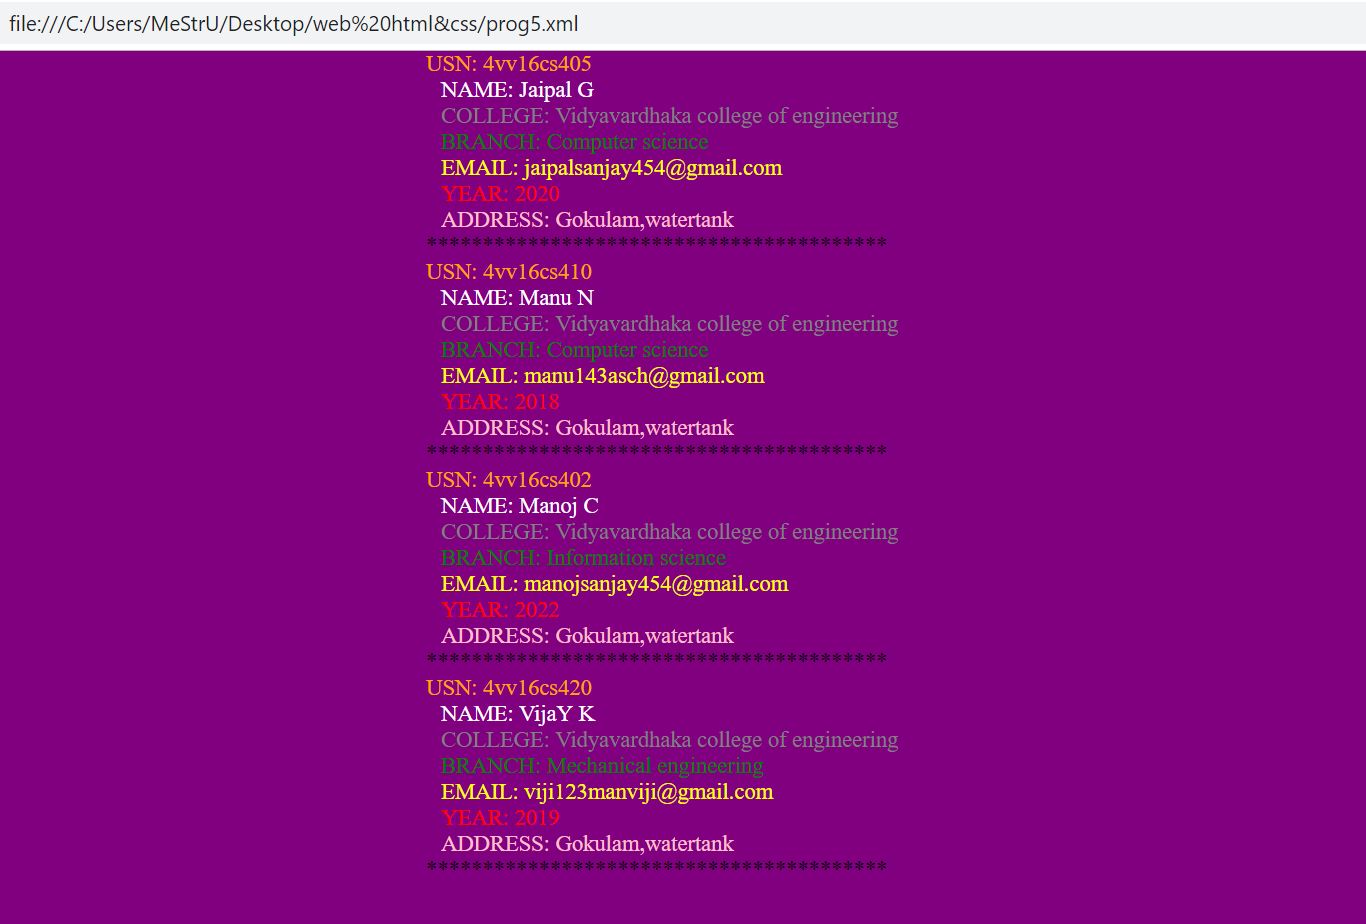 file:///C:/Users/MeStrU/Desktop/web%20html&css/prog5.xml
USN: 4vv16cs405
NAME: Jaipal G
COLLEGE: Vidyavardhaka college of engineering
BRANCH: Computer science
EMAIL: jaipalsanjay454@gmail.com
YEAR: 2020
ADDRESS: Gokulam,watertank
*****************************************
USN: 4vv16cs410
NAME: Manu N
COLLEGE: Vidyavardhaka college of engineering
BRANCH: Computer science
EMAIL: manu143asch@gmail.com
YEAR: 2018
ADDRESS: Gokulam,watertank
*****************************************
USN: 4vv16cs402
NAME: Manoj C
COLLEGE: Vidyavardhaka college of engineering
BRANCH: Information science
EMAIL: manojsanjay454@gmail.com
YEAR: 2022
ADDRESS: Gokulam,watertank
*****************************************
USN: 4vv16cs420
NAME: VijaY K
COLLEGE: Vidyavardhaka college of engineering
BRANCH: Mechanical engineering
EMAIL: viji123manviji@gmail.com
YEAR: 2019
ADDRESS: Gokulam,watertank
*****************************************